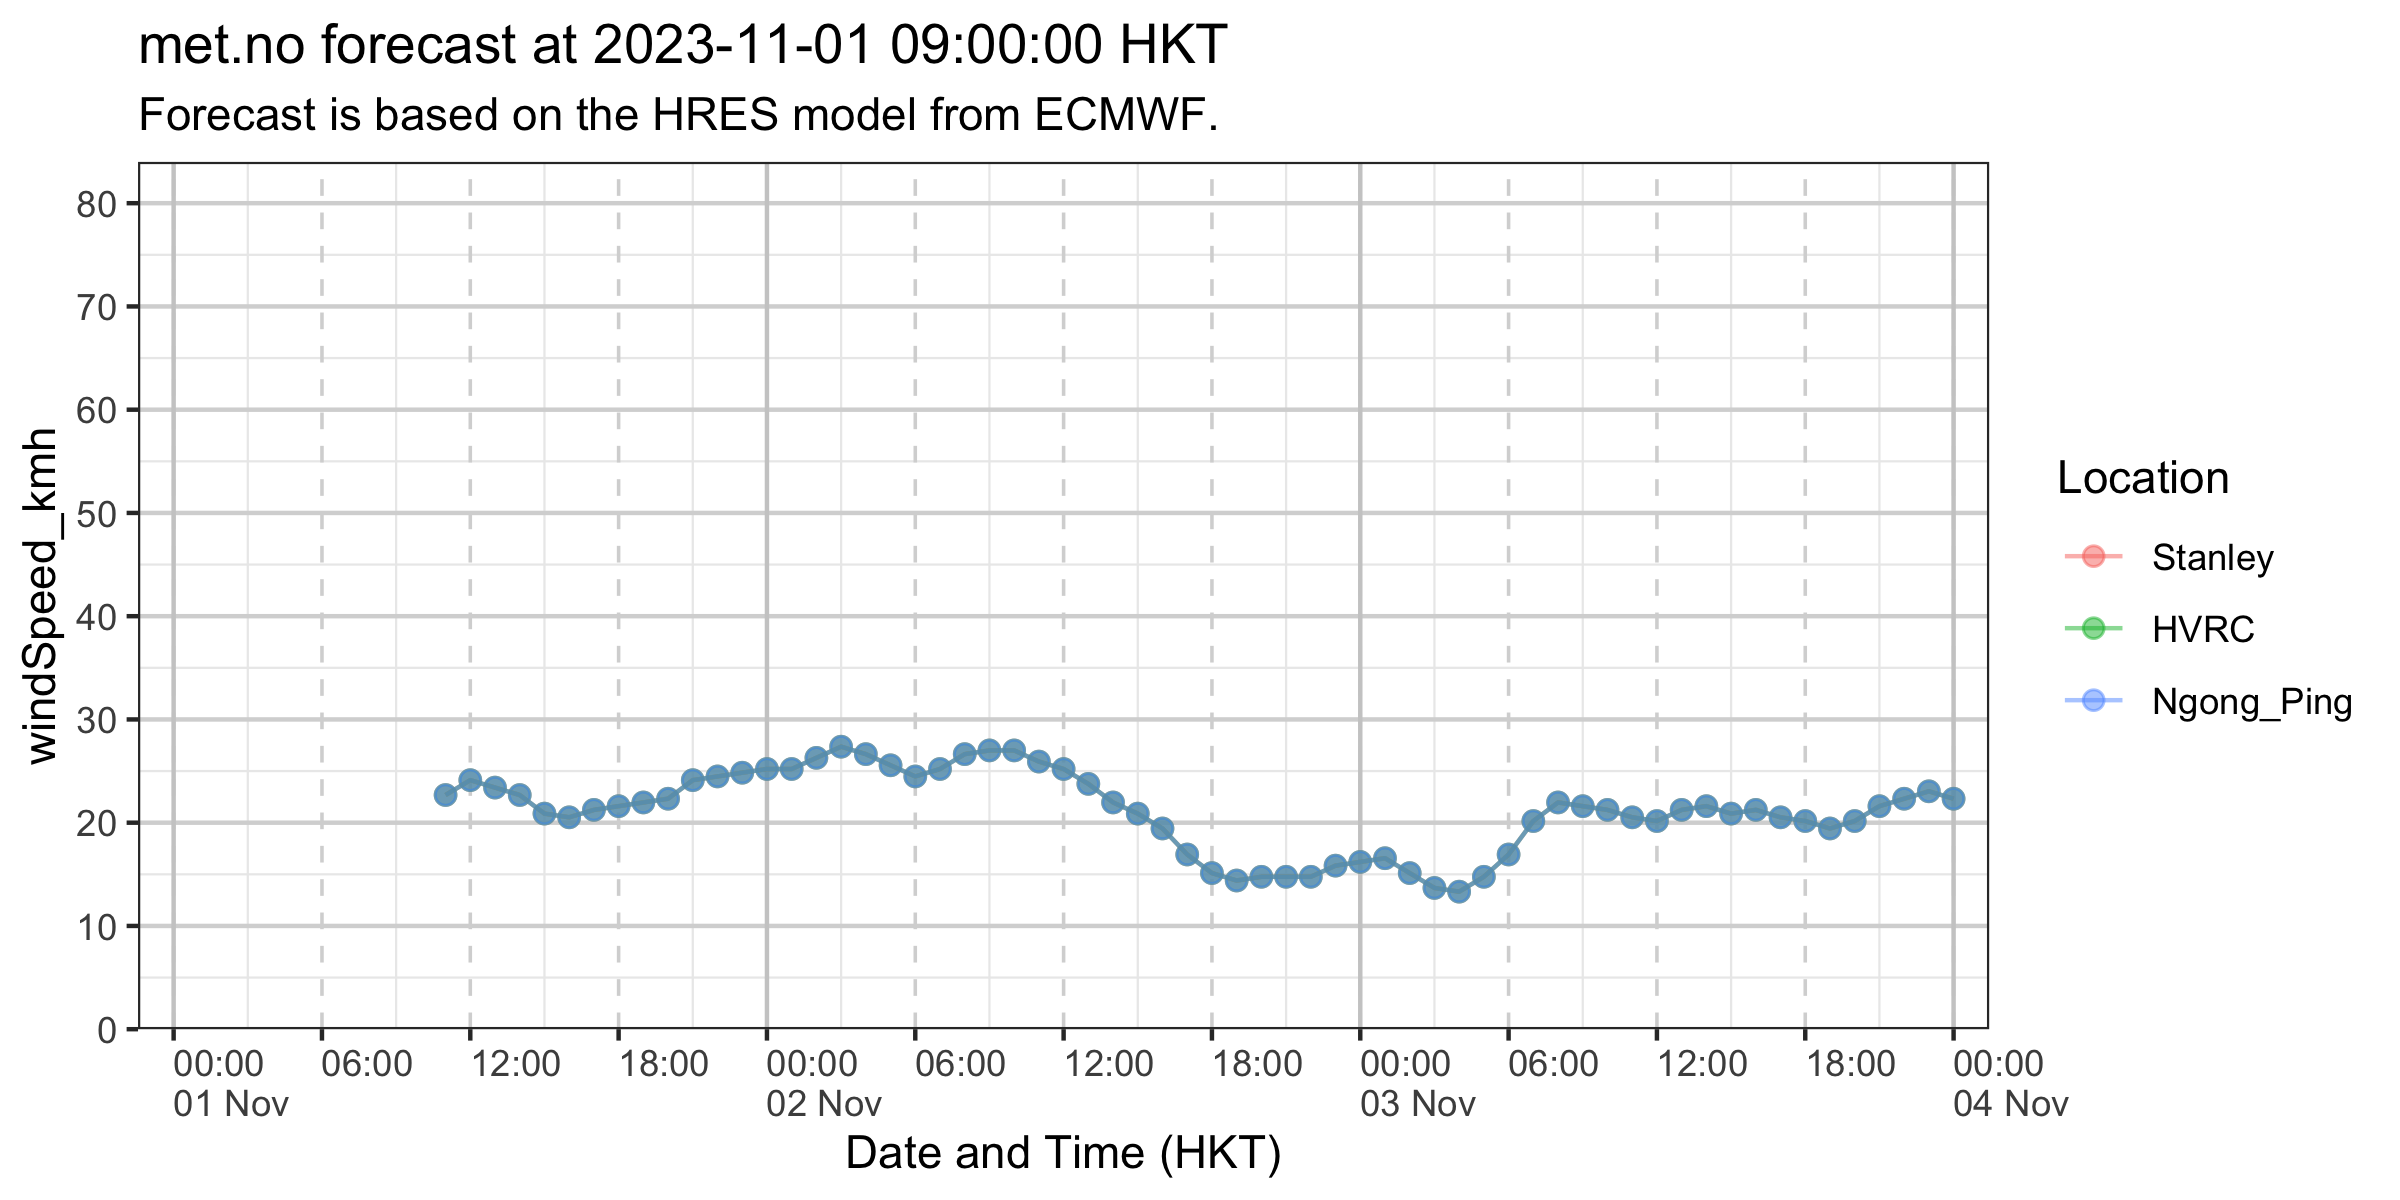 met.no forecast at 2023-11-01 09:00:00 HKT
Forecast is based on the HRES model from ECMWF.
windSpeed_kmh
80
70
60
50
40
30
20
10
0
00:00 06:00 12:00 18:00 00:00 06:00 12:00 18:00 00:00 06:00 12:00 18:00 00:00
01 Nov 02 Nov 03 Nov 04 Nov
Date and Time (HKT)
Location
Stanley
HVRC
Ngong_Ping